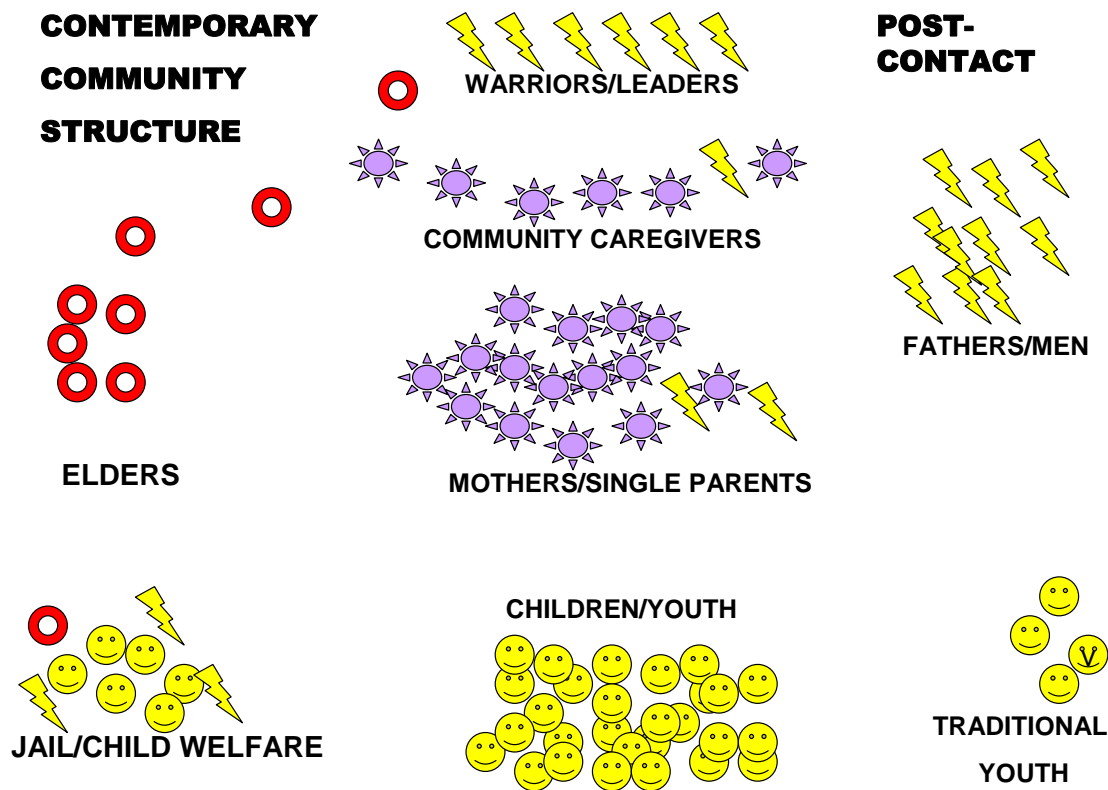 CONTEMPORARY
COMMUNITY
STRUCTURE
POST-
CONTACT
WARRIORS/LEADERS
COMMUNITY CAREGIVERS
FATHERS/MEN
ELDERS
MOTHERS/SINGLE PARENTS
CHILDREN/YOUTH
JAIL/CHILD WELFARE
TRADITIONAL
YOUTH